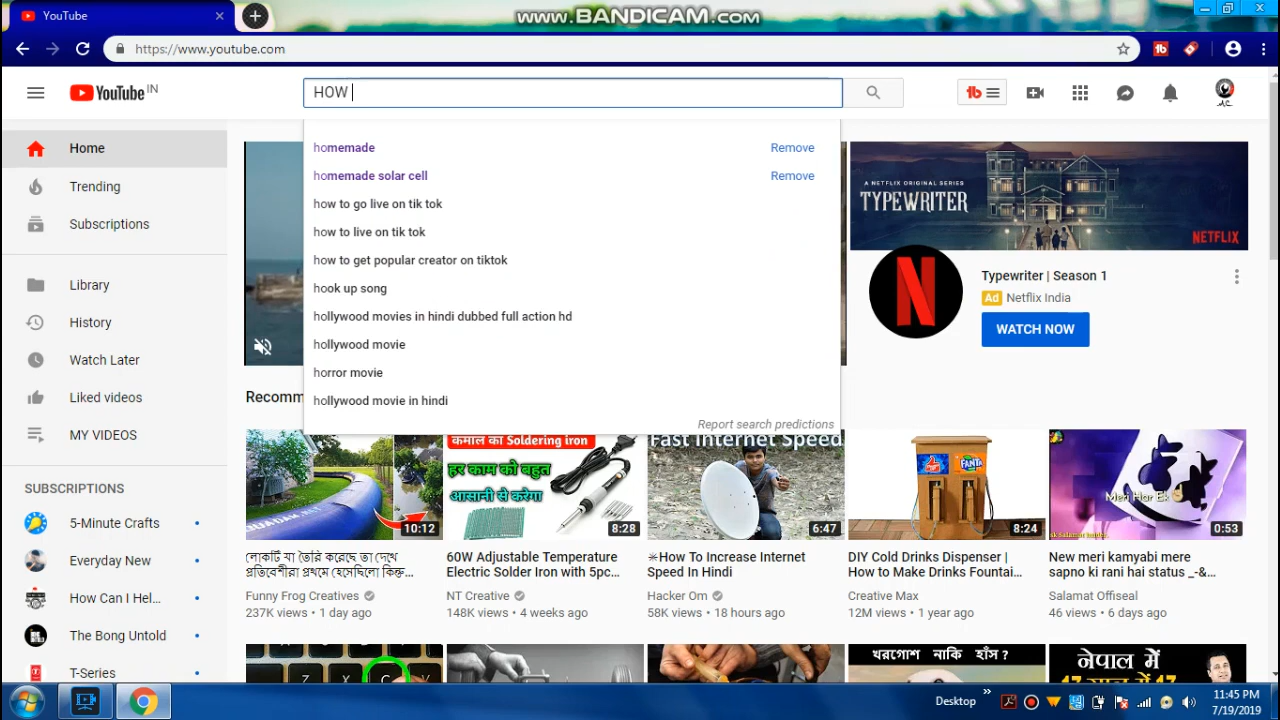 YouTube
WWW.BANDICAM.COM
https://www.youtube.com
YouTube IN
HOW
homemade Remove
homemade solar cell Remove
how to go live on tik tok
how to live on tik tok
how to get popular creator on tiktok
hook up song
hollywood movies in hindi dubbed full action hd
hollywood movie
horror movie
hollywood movie in hindi
Report search predictions
Home
Trending
Subscriptions
Library
History
Watch Later
Liked videos
MY VIDEOS
SUBSCRIPTIONS
5-Minute Crafts
Everyday New
How Can I Hel...
The Bong Untold
T-Series
A NETFLIX ORIGINAL SERIES
TYPEWRITER
NETFLIX
Typewriter | Season 1
Ad Netflix India
WATCH NOW
Recomm
10:12
লোকটি যা তৈরি করেছে তা দেখে
প্রতিবেশীরা প্রথমে হেসেছিলো কিন্তু...
Funny Frog Creatives
237K views • 1 day ago
कमाल का Soldering iron
हर काम को बहुत
आसानी से करेगा
8:28
60W Adjustable Temperature
Electric Solder Iron with 5pc...
NT Creative
148K views • 4 weeks ago
Fast Internet Speed
6:47
✳How To Increase Internet
Speed In Hindi
Hacker Om
58K views • 18 hours ago
FANTA
8:24
DIY Cold Drinks Dispenser |
How to Make Drinks Fountai...
Creative Max
12M views • 1 year ago
Meri Har Ek
0:53
New meri kamyabi mere
sapno ki rani hai status _-&...
Salamat Offiseal
46 views • 6 days ago
Z X C V
খরগোশ নাকি হাঁস ?
नेपाल में
17 साल में 17
Desktop
11:45 PM
7/19/2019